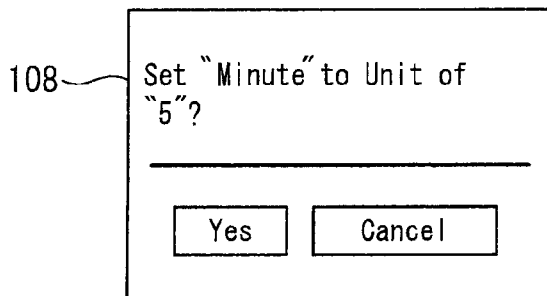 108
Set "Minute" to Unit of
"5"?
Yes
Cancel